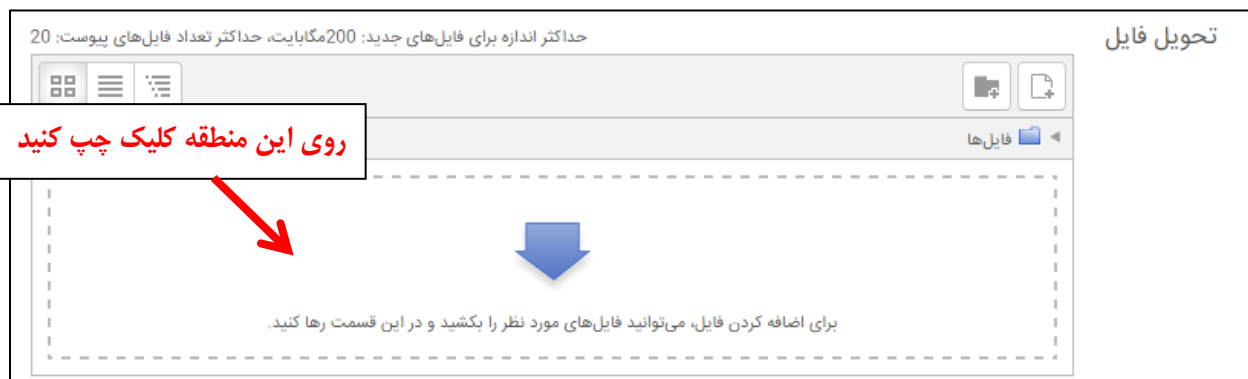 تحویل فایل
حداکثر اندازه برای فایل‌های جدید: 200مگابایت، حداکثر تعداد فایل‌های پیوست: 20
روی این منطقه کلیک چپ کنید
فایل‌ها
برای اضافه کردن فایل، می‌توانید فایل‌های مورد نظر را بکشید و در این قسمت رها کنید.